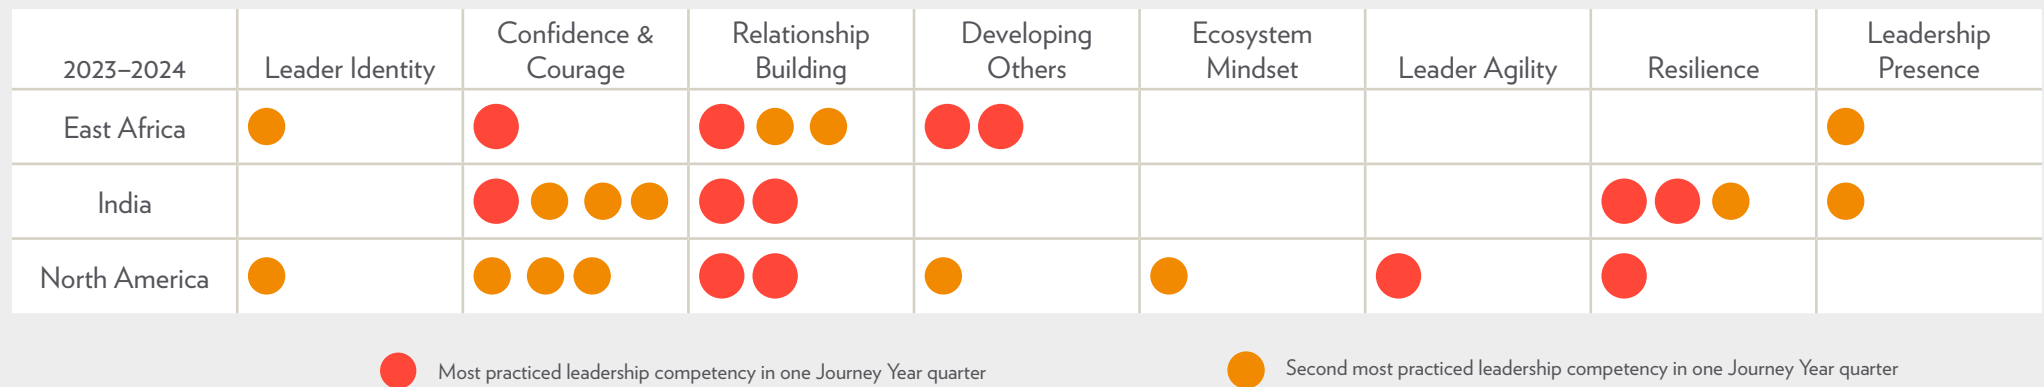 2023–2024
Leader Identity
Confidence &
Courage
Relationship
Building
Developing
Others
Ecosystem
Mindset
Leader Agility
Resilience
Leadership
Presence
East Africa
India
North America
Most practiced leadership competency in one Journey Year quarter
Second most practiced leadership competency in one Journey Year quarter